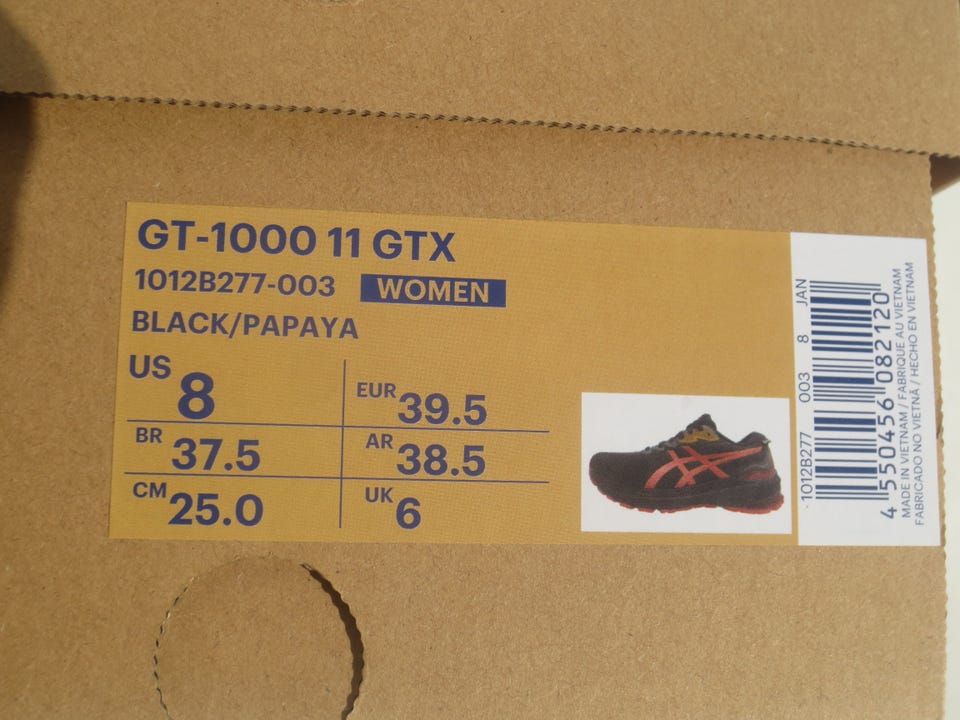 GT-1000 11 GTX
1012B277-003 WOMEN
BLACK/PAPAYA
US 8
EUR 39.5
BR 37.5
AR 38.5
CM 25.0
UK 6
1012B277 003 8 JAN
4 550456 082120
MADE IN VIETNAM / FABRIQUE AU VIETNAM
FABRICADO NO VIETNÃ / HECHO EN VIETNAM